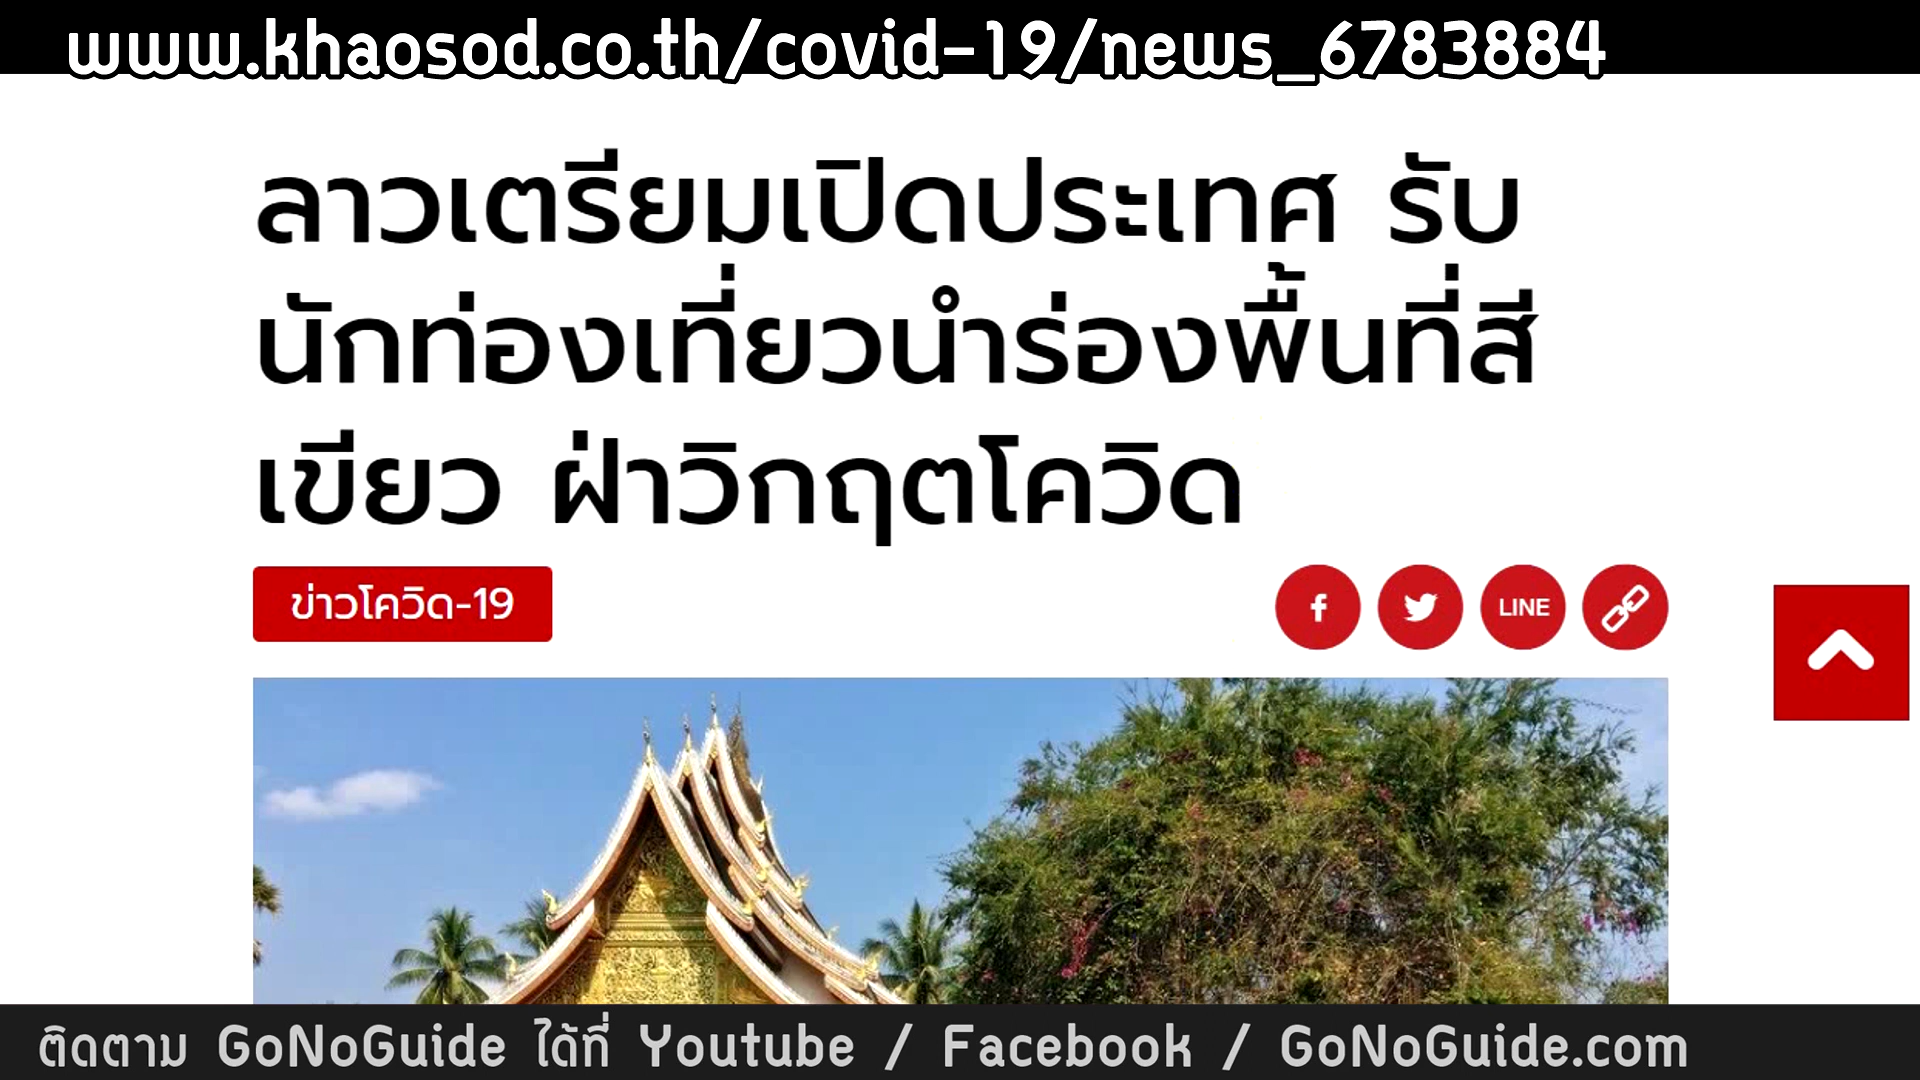 www.khaosod.co.th/covid-19/news_6783884
ลาวเตรียมเปิดประเทศ รับ
นักท่องเที่ยวนำร่องพื้นที่สี
เขียว ฝ่าวิกฤตโควิด
ข่าวโควิด-19
LINE
ติดตาม GoNoGuide ได้ที่ Youtube / Facebook / GoNoGuide.com